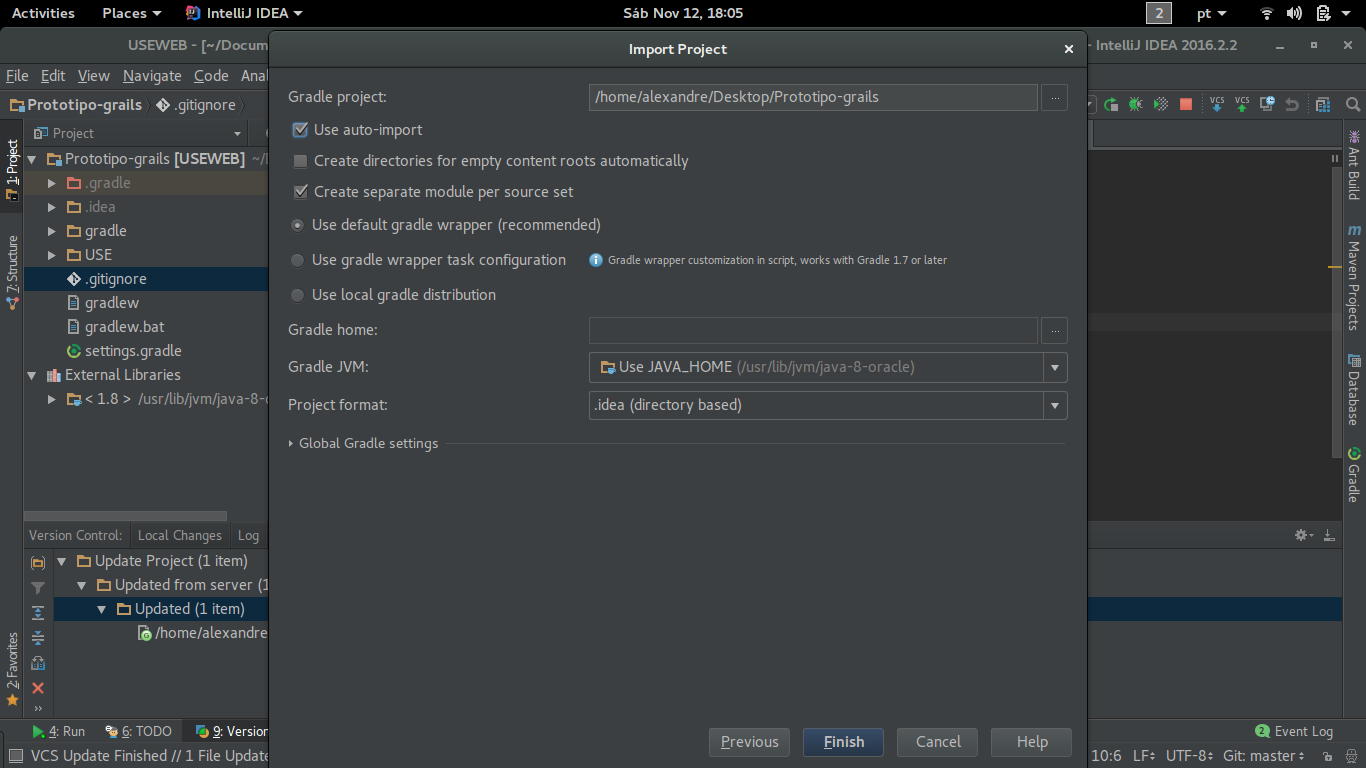 Activities Places IntelliJ IDEA Sáb Nov 12, 18:05 2 pt
USEWEB - [~/Docum - IntelliJ IDEA 2016.2.2
Import Project
File Edit View Navigate Code Anal
Prototipo-grails .gitignore
Project
Prototipo-grails [USEWEB]
.gradle
.idea
gradle
USE
.gitignore
gradlew
gradlew.bat
settings.gradle
External Libraries
< 1.8 > /usr/lib/jvm/java-8-o
1: Project
7: Structure
2: Favorites
Gradle project: /home/alexandre/Desktop/Prototipo-grails ...
Use auto-import
Create directories for empty content roots automatically
Create separate module per source set
Use default gradle wrapper (recommended)
Use gradle wrapper task configuration Gradle wrapper customization in script, works with Gradle 1.7 or later
Use local gradle distribution
Gradle home: ...
Gradle JVM: Use JAVA_HOME (/usr/lib/jvm/java-8-oracle)
Project format: .idea (directory based)
Global Gradle settings
Previous Finish Cancel Help
VCS VCS
Ant Build
Maven Projects
Database
Gradle
Version Control: Local Changes Log
Update Project (1 item)
Updated from server (1
Updated (1 item)
/home/alexandre
4: Run 6: TODO 9: Version 2 Event Log
VCS Update Finished // 1 File Update 10:6 LF UTF-8 Git: master